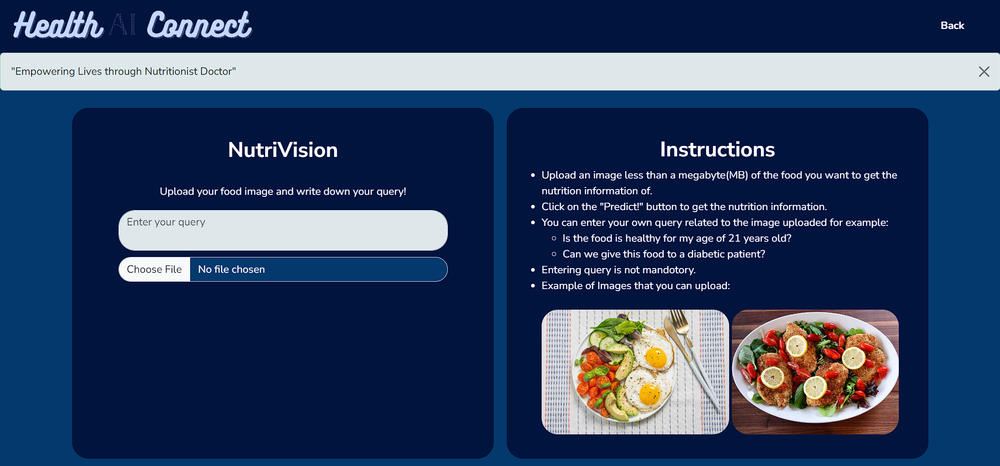 Health AI Connect
Back
"Empowering Lives through Nutritionist Doctor"
NutriVision
Upload your food image and write down your query!
Enter your query
Choose File No file chosen
Instructions
Upload an image less than a megabyte(MB) of the food you want to get the
nutrition information of.
Click on the "Predict!" button to get the nutrition information.
You can enter your own query related to the image uploaded for example:
Is the food is healthy for my age of 21 years old?
Can we give this food to a diabetic patient?
Entering query is not mandotory.
Example of Images that you can upload: